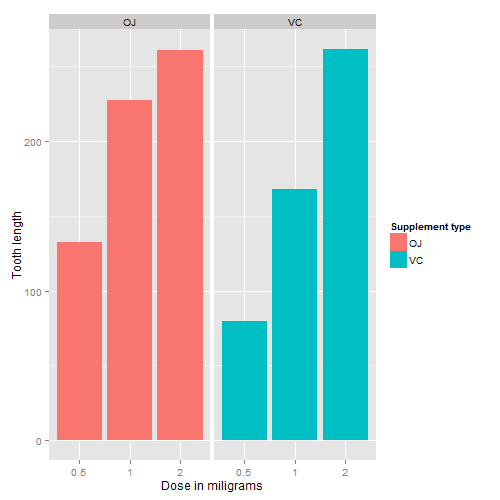 OJ VC
200
100
0
Tooth length
0.5 1 2 0.5 1 2
Dose in miligrams
Supplement type
OJ
VC